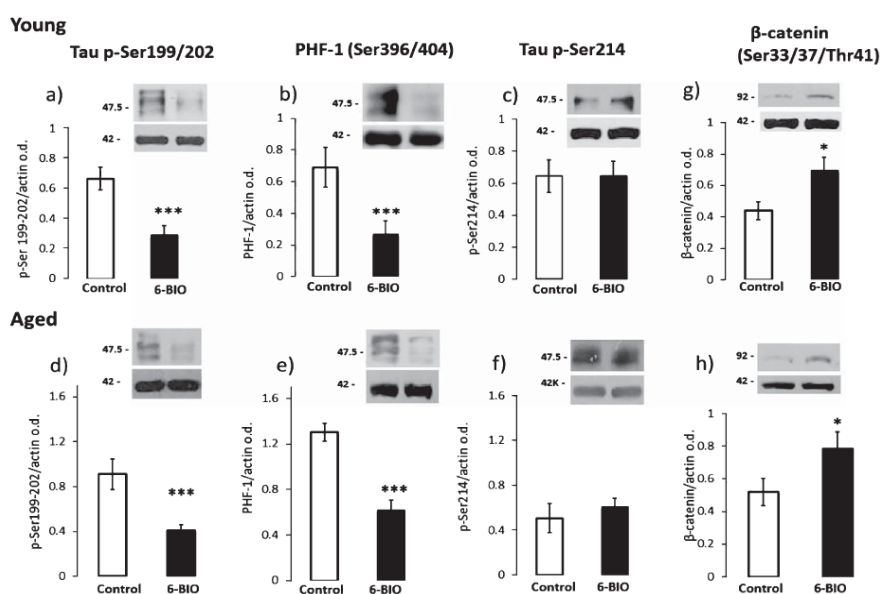 Young
Tau p-Ser199/202
PHF-1 (Ser396/404)
Tau p-Ser214
β-catenin
(Ser33/37/Thr41)
a)
47.5 -
42 -
p-Ser 199-202/actin o.d.
1
0.8
0.6
0.4
0.2
0
***
Control
6-BIO
b)
47.5 -
42 -
PHF-1/actin o.d.
1
0.8
0.6
0.4
0.2
0
***
Control
6-BIO
c)
47.5 -
42 -
p-Ser214/actin o.d.
1
0.8
0.6
0.4
0.2
0
Control
6-BIO
g)
92 -
42 -
β-catenin/actin o.d.
1
0.8
0.6
0.4
0.2
0
*
Control
6-BIO
Aged
d)
47.5 -
42 -
p-Ser199-202/actin o.d.
1.6
1.2
0.8
0.4
0
***
Control
6-BIO
e)
47.5 -
42 -
PHF-1/actin o.d.
1.6
1.2
0.8
0.4
0
***
Control
6-BIO
f)
47.5 -
42K -
p-Ser214/actin o.d.
1.6
1.2
0.8
0.4
0
Control
6-BIO
h)
92 -
42 -
β-catenin/actin o.d.
1
0.8
0.6
0.4
0.2
0
*
Control
6-BIO